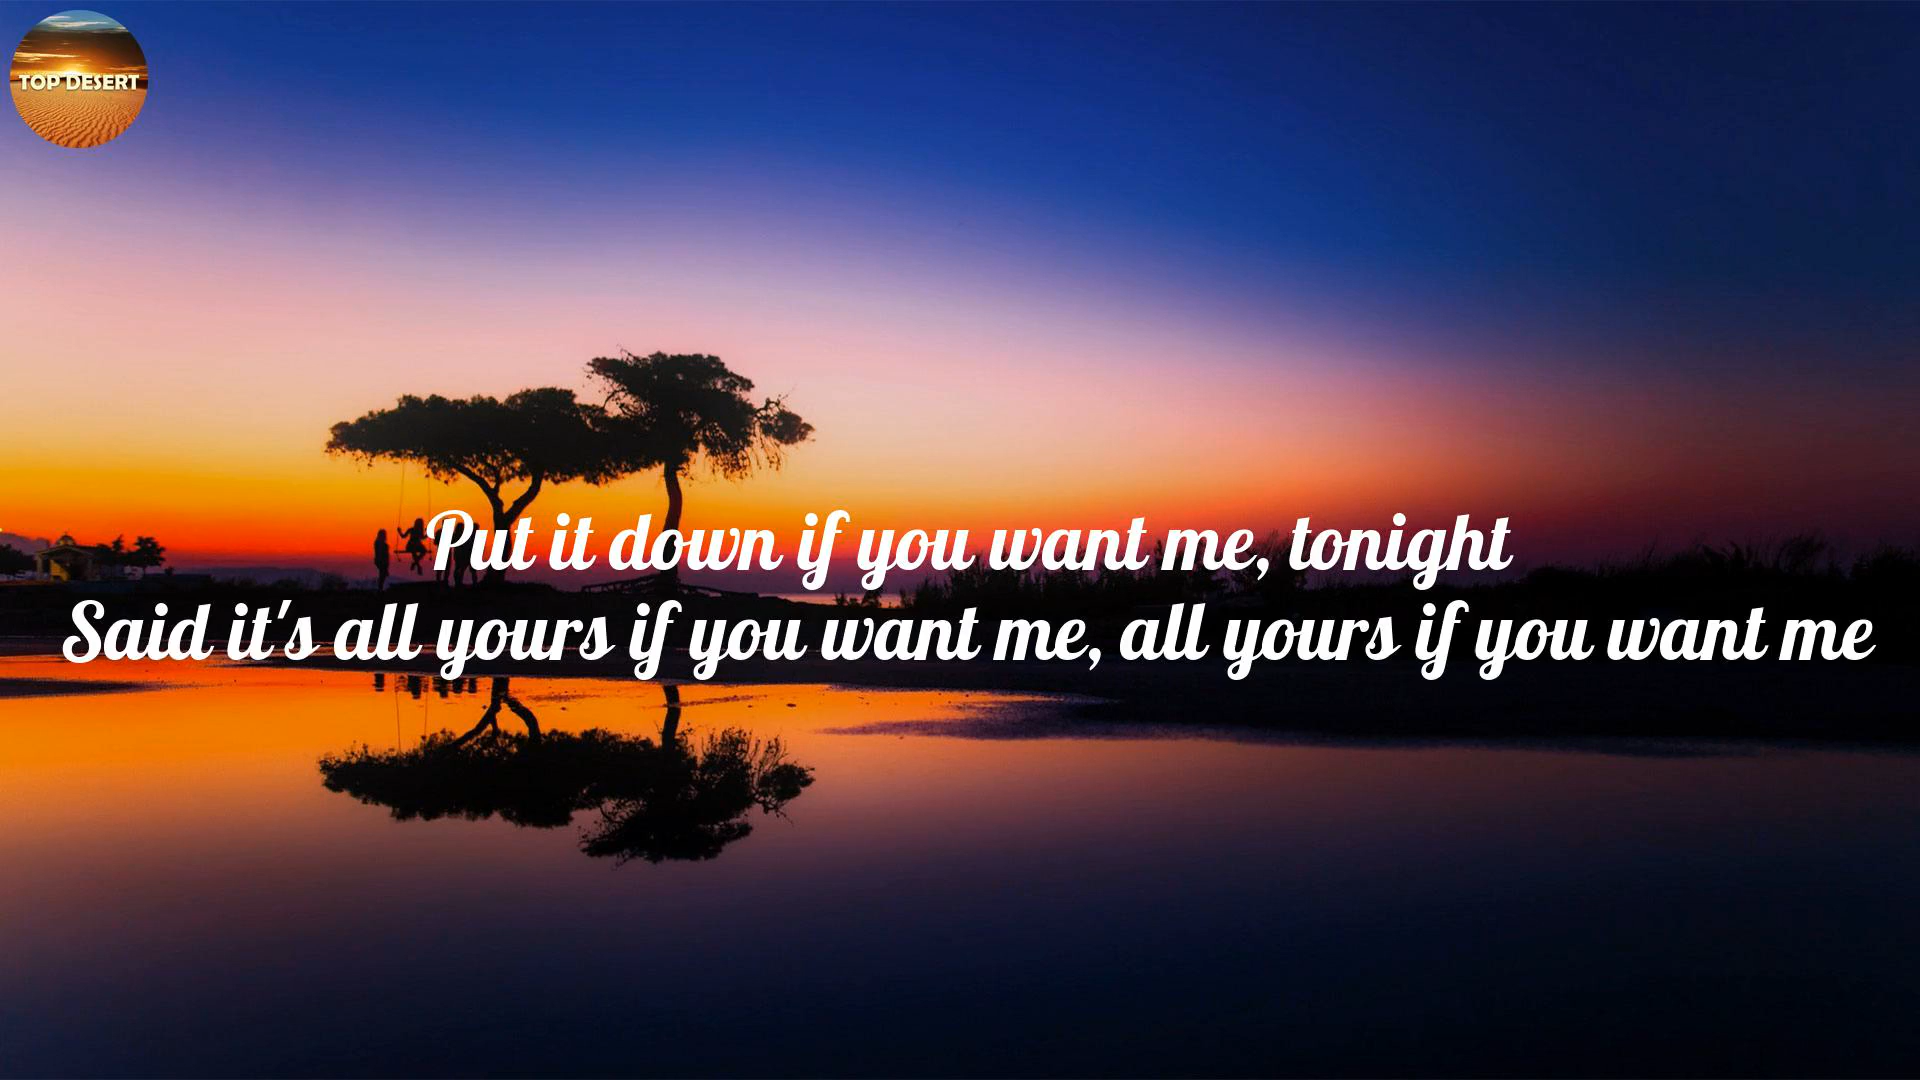 TOP DESERT
Put it down if you want me, tonight
Said it's all yours if you want me, all yours if you want me